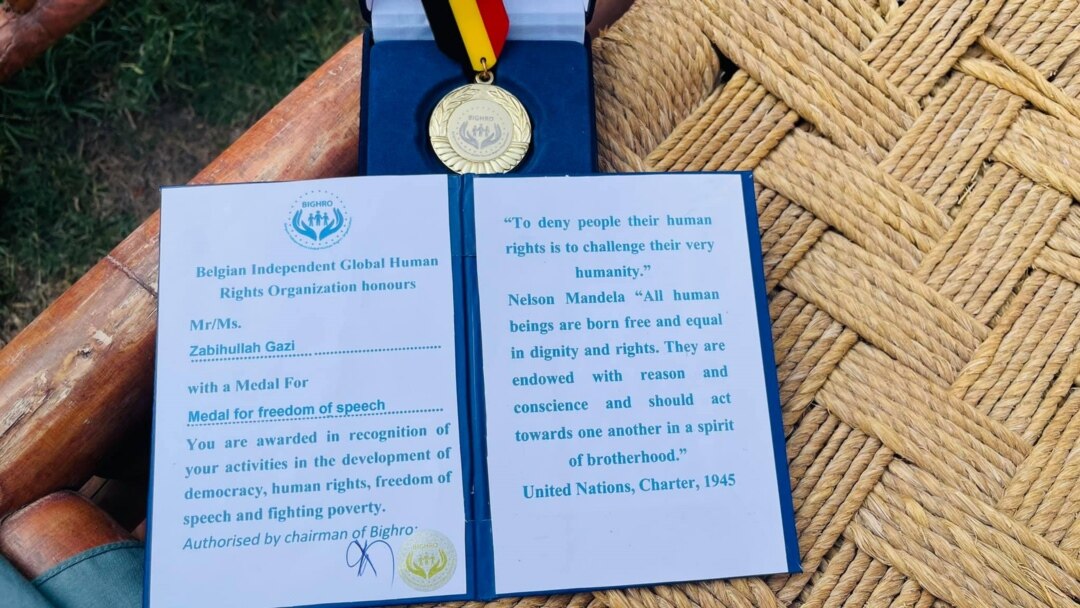 BIGHRO
BIGHRO
Belgian Independent Global Human
Rights Organization honours
Mr/Ms.
Zabihullah Gazi
with a Medal For
Medal for freedom of speech
You are awarded in recognition of
your activities in the development of
democracy, human rights, freedom of
speech and fighting poverty.
Authorised by chairman of Bighro:
BIGHRO
“To deny people their human
rights is to challenge their very
humanity.”
Nelson Mandela “All human
beings are born free and equal
in dignity and rights. They are
endowed with reason and
conscience and should act
towards one another in a spirit
of brotherhood.”
United Nations, Charter, 1945